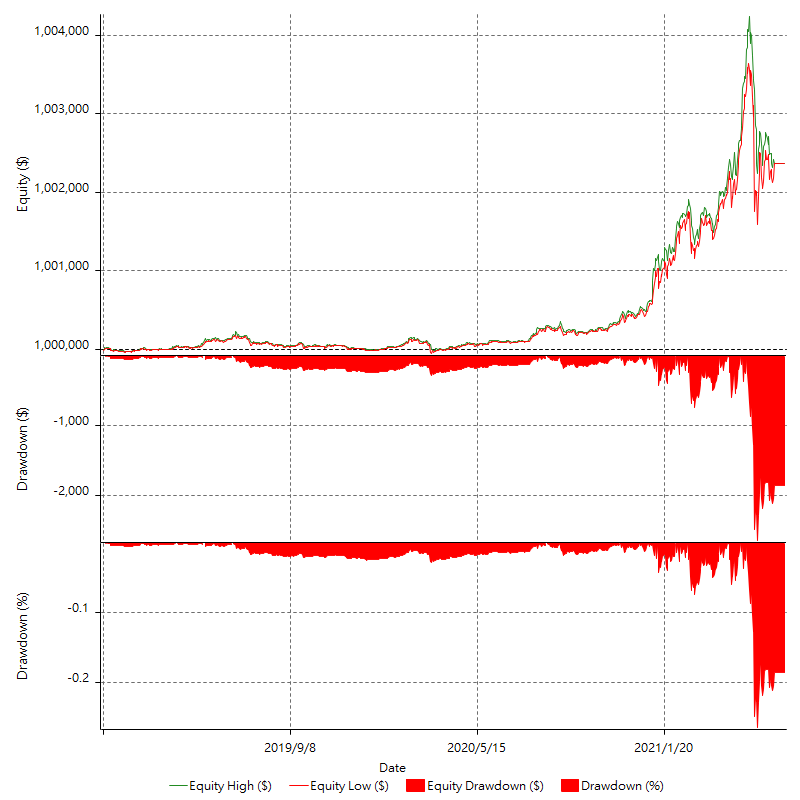 1,004,000
1,003,000
1,002,000
1,001,000
1,000,000
Equity ($)
-1,000
-2,000
Drawdown ($)
-0.1
-0.2
Drawdown (%)
2019/9/8 2020/5/15 2021/1/20
Date
Equity High ($) Equity Low ($) Equity Drawdown ($) Drawdown (%)